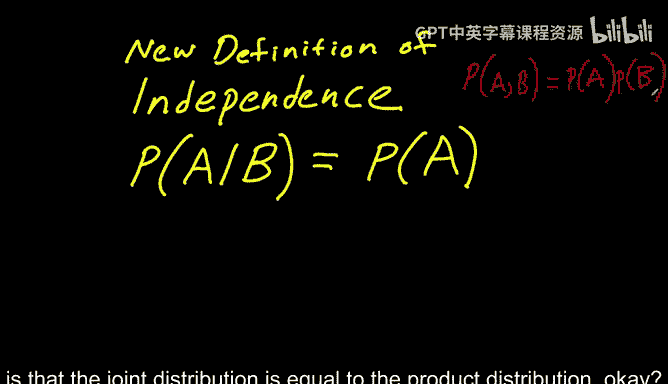 GPT中英字幕课程资源 bilibili
New Definition of
Independence
P(A,B) = P(A)P(B)
P(A/B) = P(A)
is that the joint distribution is equal to the product distribution, okay?